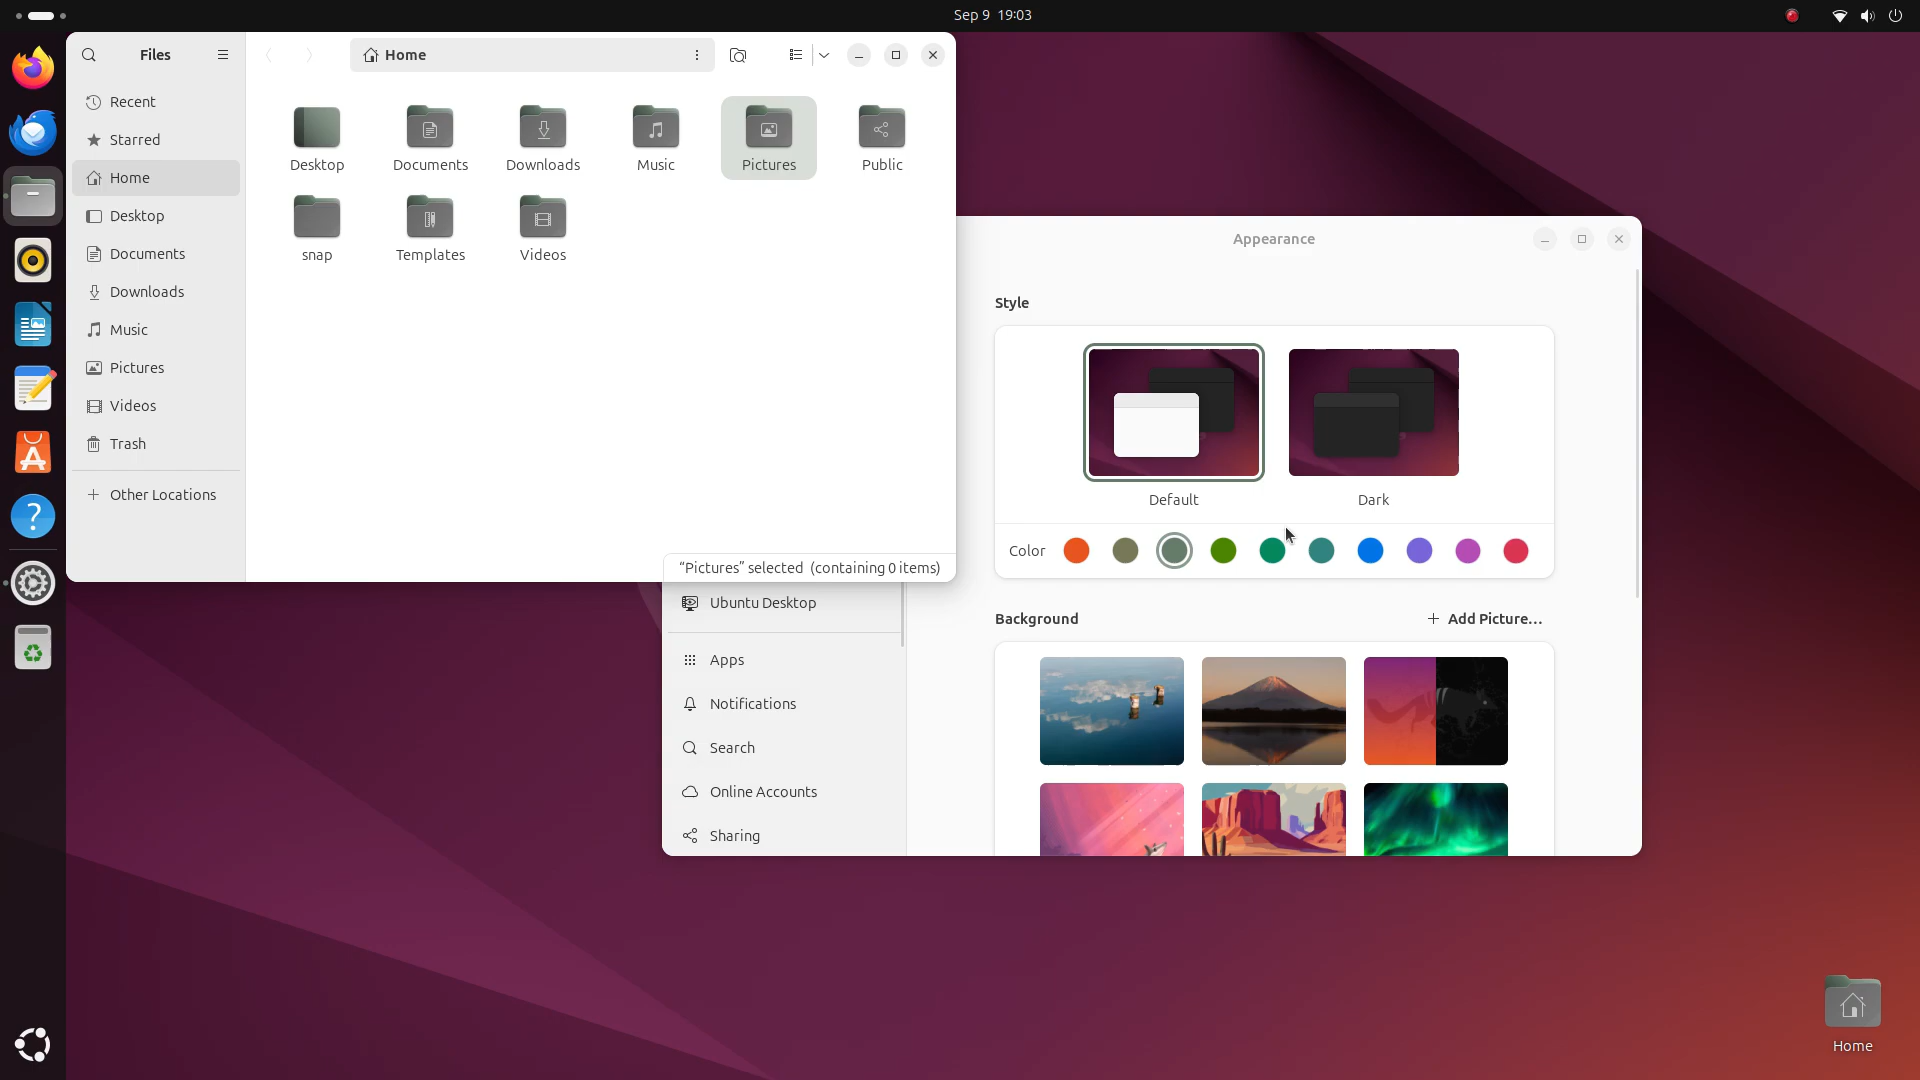 Sep 9 19:03
Files
Home
Recent
Starred
Home
Desktop
Documents
Downloads
Music
Pictures
Videos
Trash
Other Locations
Desktop
Documents
Downloads
Music
Pictures
Public
snap
Templates
Videos
“Pictures” selected (containing 0 items)
Appearance
Style
Default
Dark
Color
Background
Add Picture...
Ubuntu Desktop
Apps
Notifications
Search
Online Accounts
Sharing
Home